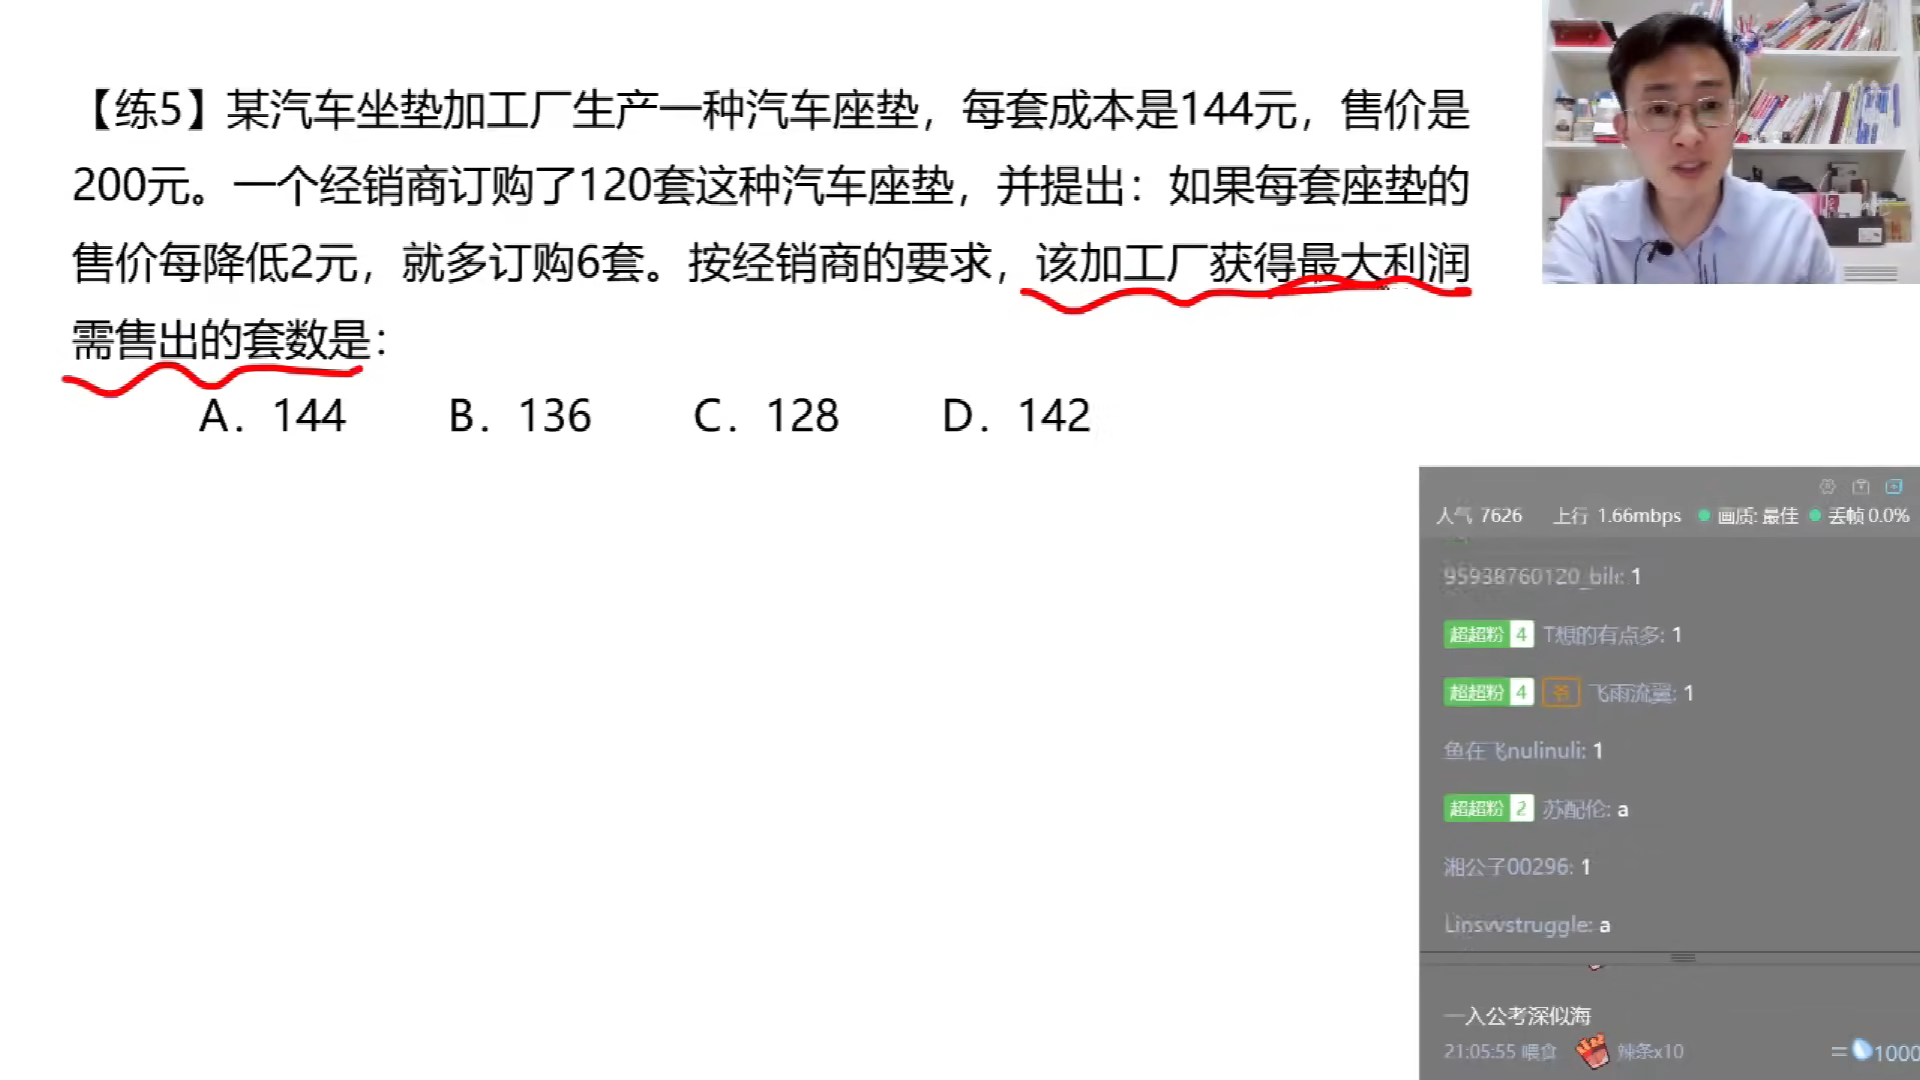 【练5】某汽车坐垫加工厂生产一种汽车座垫，每套成本是144元，售价是
200元。一个经销商订购了120套这种汽车座垫，并提出：如果每套座垫的
售价每降低2元，就多订购6套。按经销商的要求，该加工厂获得最大利润
需售出的套数是：
A．144 B．136 C．128 D．142
人气 7626 上行 1.66mbps 画质: 最佳 丢帧 0.0%
95938760120_bili: 1
超超粉 4 T想的有点多: 1
超超粉 4 爷 飞雨流翼: 1
鱼在飞nulinuli: 1
超超粉 2 苏配伦: a
湘公子00296: 1
Linsvvstruggle: a
一入公考深似海
21:05:55 喂食 辣条x10 = 1000